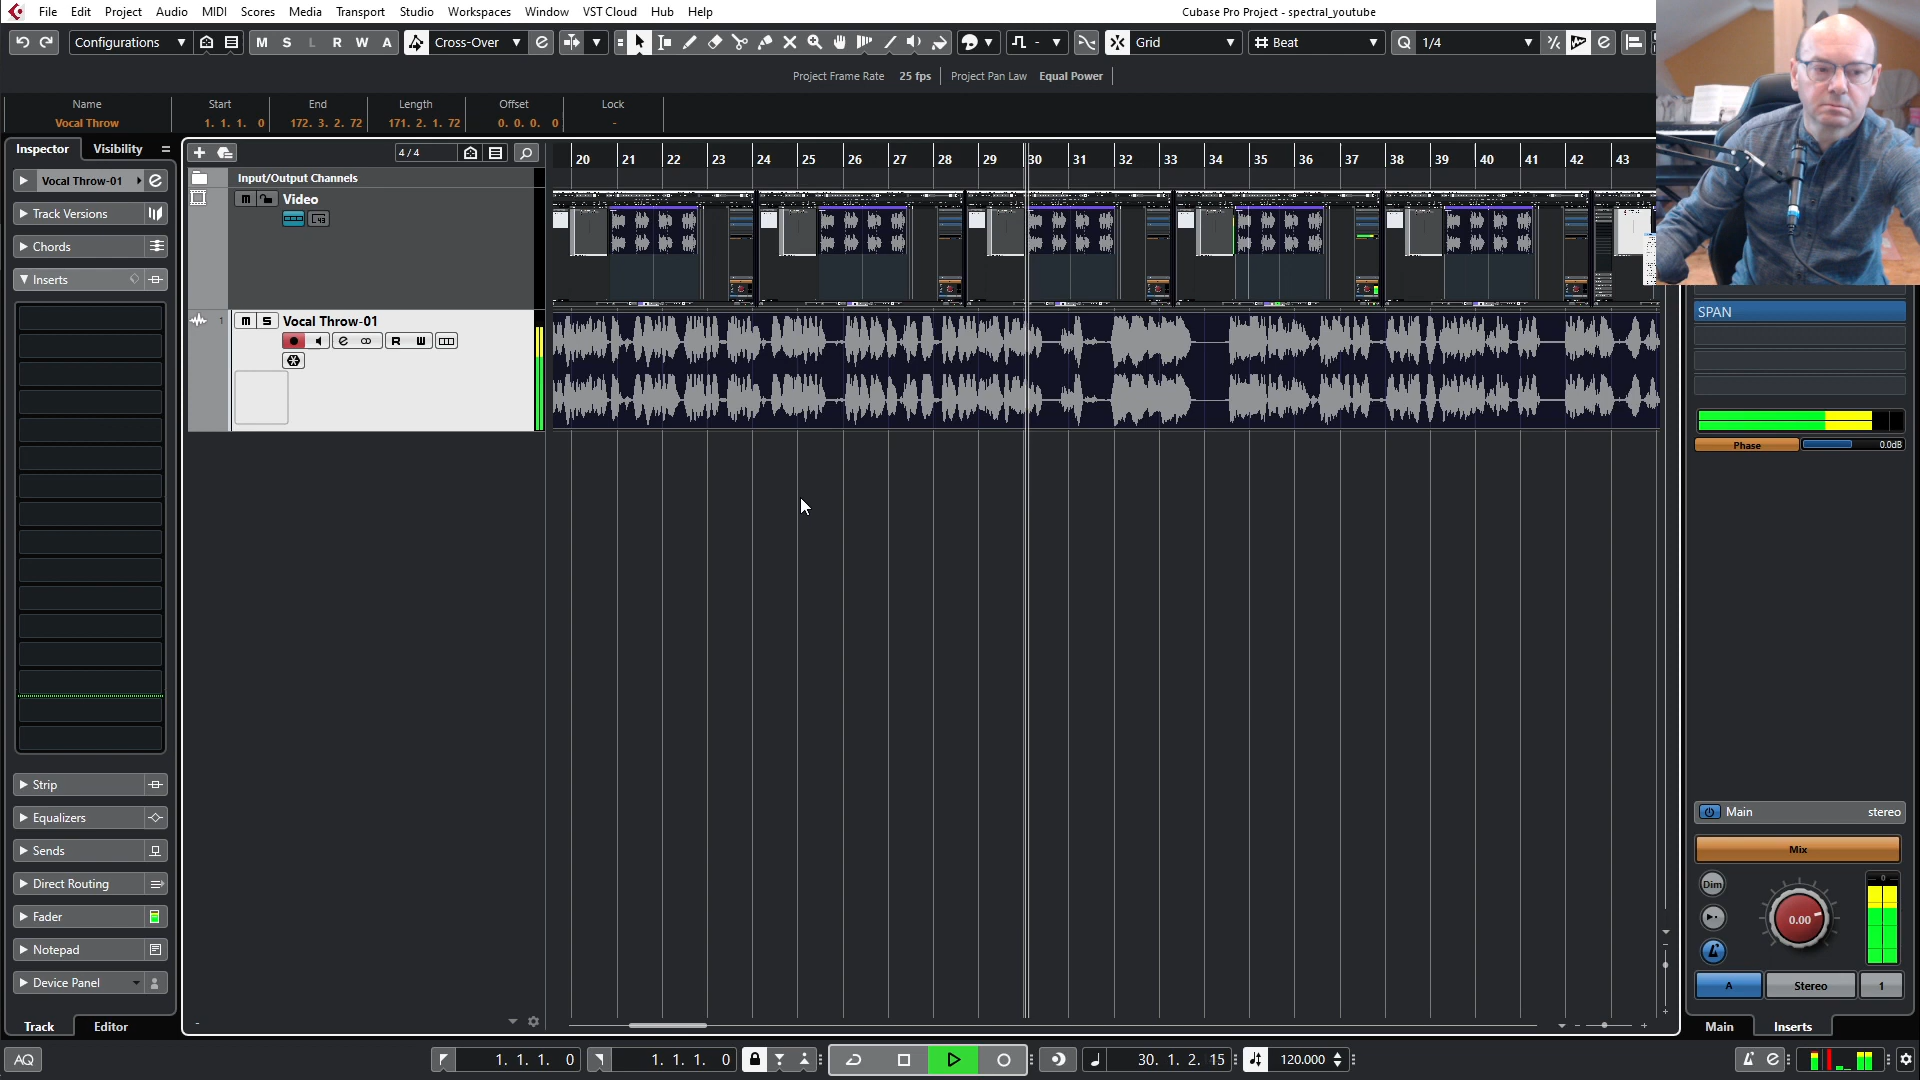 File Edit Project Audio MIDI Scores Media Transport Studio Workspaces Window VST Cloud Hub Help
Cubase Pro Project - spectral_youtube
Configurations M S L R W A Cross-Over Grid Beat Q 1/4
Project Frame Rate 25 fps Project Pan Law Equal Power
Name Start End Length Offset Lock
Vocal Throw 1. 1. 1. 0 172. 3. 2. 72 171. 2. 1. 72 0. 0. 0. 0 -
Inspector Visibility
4 / 4
20 21 22 23 24 25 26 27 28 29 30 31 32 33 34 35 36 37 38 39 40 41 42 43
Input/Output Channels
Vocal Throw-01
m Video
Track Versions
Chords
Inserts
1 m S Vocal Throw-01
R W
SPAN
Phase 0.0dB
Strip
Equalizers
Sends
Direct Routing
Fader
Notepad
Device Panel
Main stereo
Mix
Dim
0.00
A Stereo 1
Track Editor
Main Inserts
AQ
1. 1. 1. 0
1. 1. 1. 0
30. 1. 2. 15
120.000